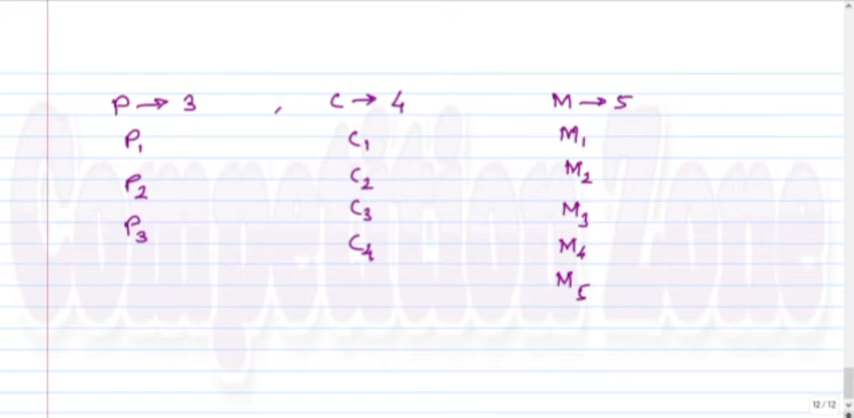 P → 3 , C → 4 M → 5
P₁ C₁ M₁
P₂ C₂ M₂
P₃ C₃ M₃
C₄ M₄
M₅
Competition Zone
12 / 12